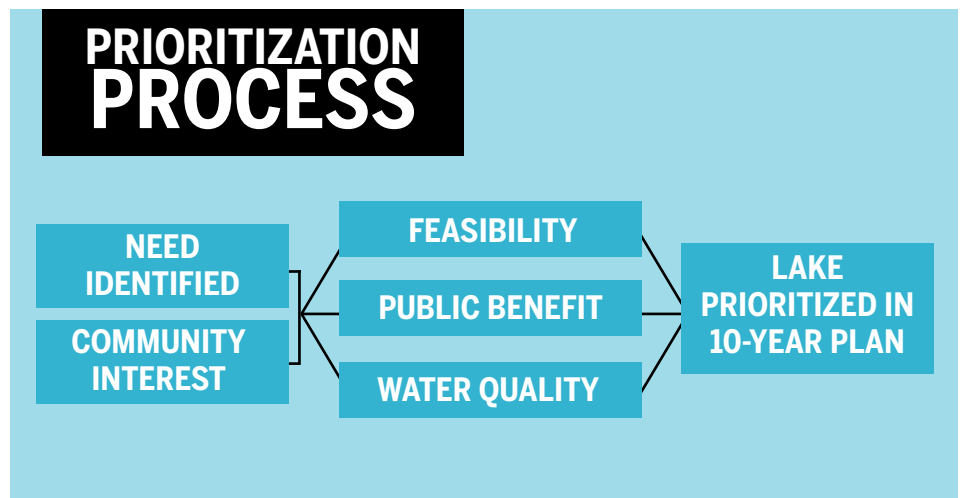 PRIORITIZATION
PROCESS
NEED
IDENTIFIED
COMMUNITY
INTEREST
FEASIBILITY
PUBLIC BENEFIT
WATER QUALITY
LAKE
PRIORITIZED IN
10-YEAR PLAN